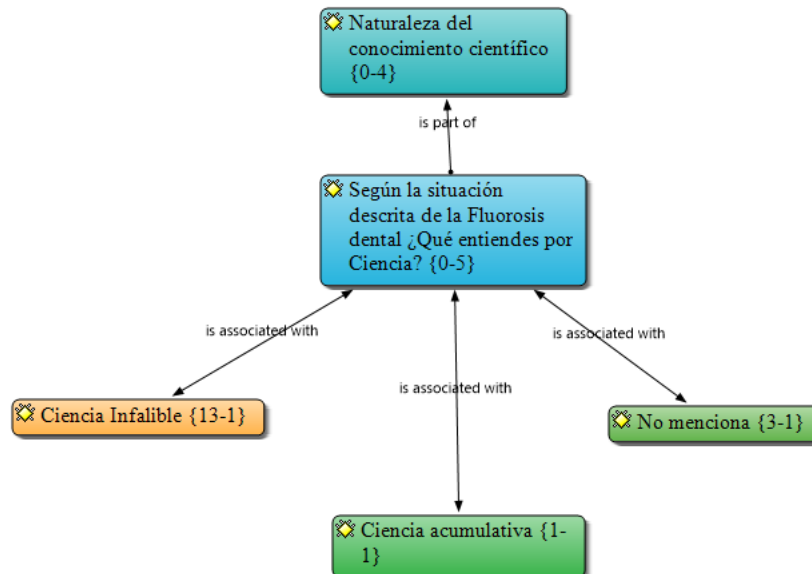 Naturaleza del
conocimiento científico
{0-4}
is part of
Según la situación
descrita de la Fluorosis
dental ¿Qué entiendes por
Ciencia? {0-5}
is associated with
is associated with
is associated with
Ciencia Infalible {13-1}
No menciona {3-1}
Ciencia acumulativa {1-
1}